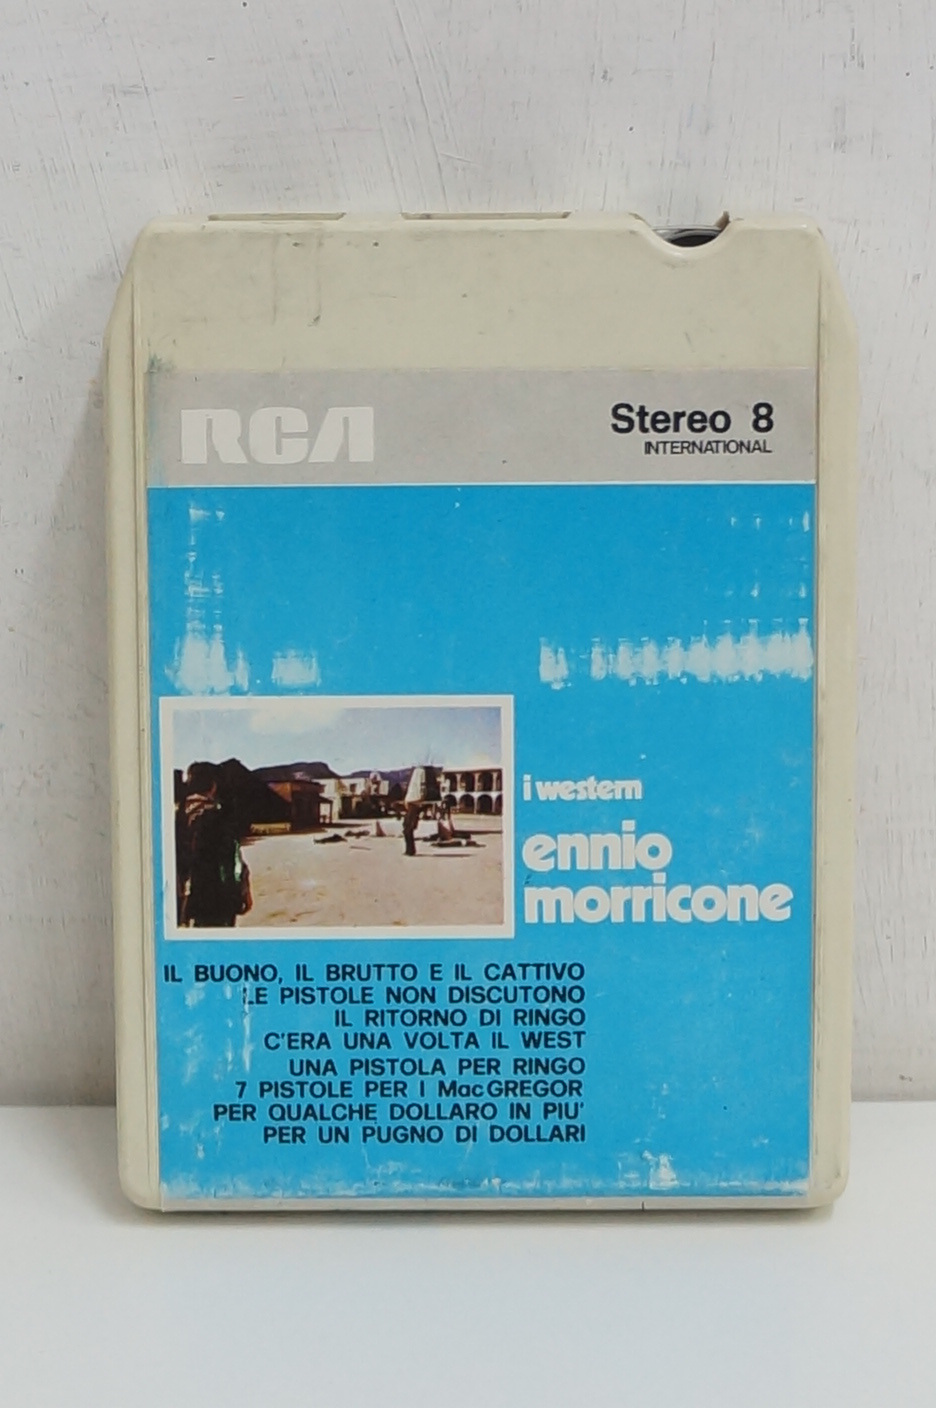 RCA
Stereo 8
INTERNATIONAL
i western
ennio
morricone
IL BUONO, IL BRUTTO E IL CATTIVO
LE PISTOLE NON DISCUTONO
IL RITORNO DI RINGO
C'ERA UNA VOLTA IL WEST
UNA PISTOLA PER RINGO
7 PISTOLE PER I MacGREGOR
PER QUALCHE DOLLARO IN PIU'
PER UN PUGNO DI DOLLARI